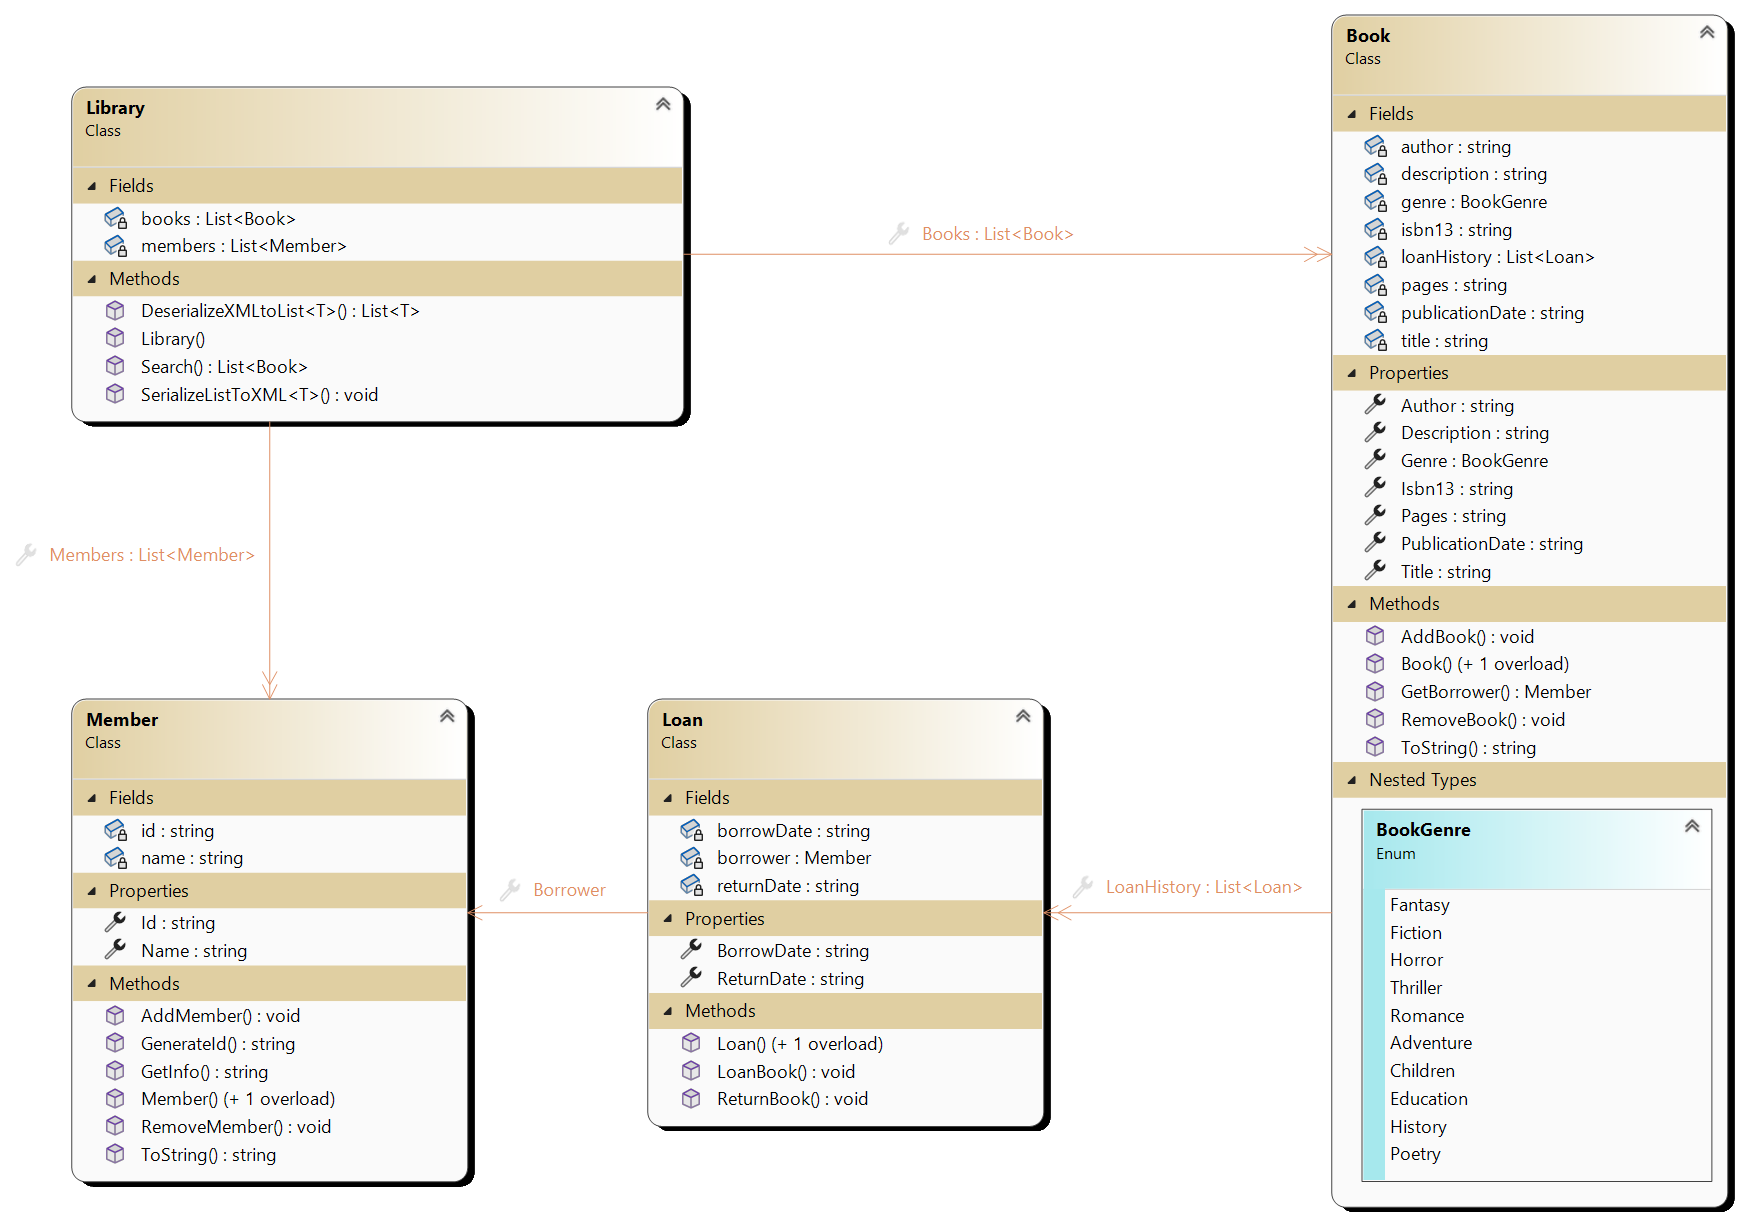 Library
Class
Fields
books : List<Book>
members : List<Member>
Methods
DeserializeXMLtoList<T>() : List<T>
Library()
Search() : List<Book>
SerializeListToXML<T>() : void
Books : List<Book>
Members : List<Member>
Book
Class
Fields
author : string
description : string
genre : BookGenre
isbn13 : string
loanHistory : List<Loan>
pages : string
publicationDate : string
title : string
Properties
Author : string
Description : string
Genre : BookGenre
Isbn13 : string
Pages : string
PublicationDate : string
Title : string
Methods
AddBook() : void
Book() (+ 1 overload)
GetBorrower() : Member
RemoveBook() : void
ToString() : string
Nested Types
BookGenre
Enum
Fantasy
Fiction
Horror
Thriller
Romance
Adventure
Children
Education
History
Poetry
Member
Class
Fields
id : string
name : string
Properties
Id : string
Name : string
Methods
AddMember() : void
GenerateId() : string
GetInfo() : string
Member() (+ 1 overload)
RemoveMember() : void
ToString() : string
Borrower
Loan
Class
Fields
borrowDate : string
borrower : Member
returnDate : string
Properties
BorrowDate : string
ReturnDate : string
Methods
Loan() (+ 1 overload)
LoanBook() : void
ReturnBook() : void
LoanHistory : List<Loan>